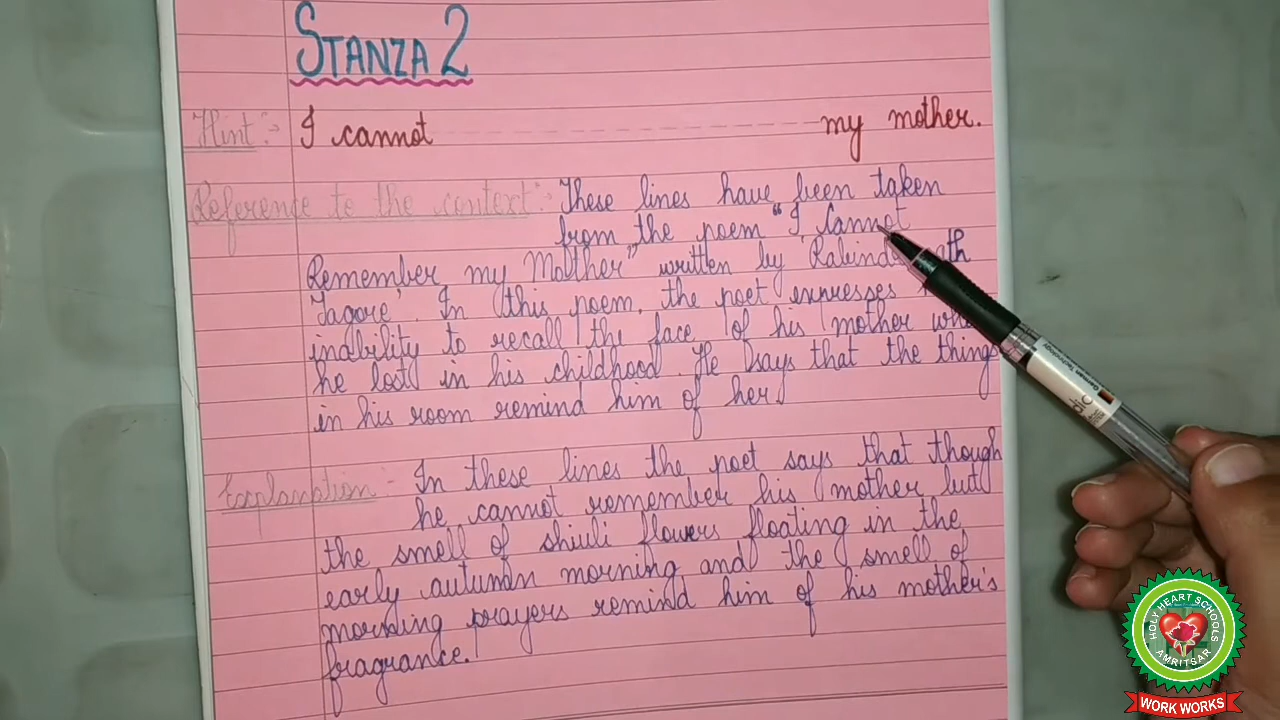 STANZA 2
Hint:- I cannot my mother.
Reference to the context:- These lines have been taken
from the poem "I Cannot
Remember my Mother" written by
Tagore'. In this poem, the poet expresses
inability to recall the face of his mother
he lost in his childhood. He says that the things
in his room remind him of her.
Explanation:- In these lines the poet says that though
he cannot remember his mother but
the smell of shiuli flowers floating in the
early autumn morning and the smell of
morning prayers remind him of his mother's
fragrance.
HOLY HEART SCHOOLS
AMRITSAR
WORK WORKS